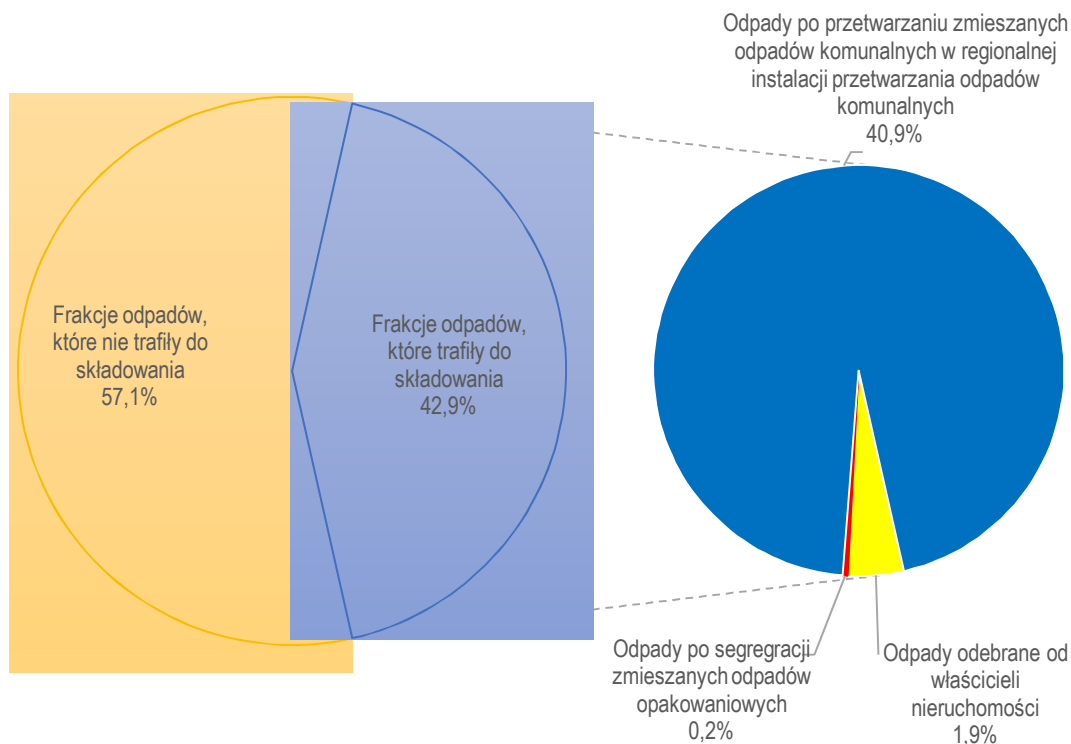 Odpady po przetwarzaniu zmieszanych
odpadów komunalnych w regionalnej
instalacji przetwarzania odpadów
komunalnych
40,9%
Frakcje odpadów,
które nie trafiły do
składowania
57,1%
Frakcje odpadów,
które trafiły do
składowania
42,9%
Odpady po segregacji
zmieszanych odpadów
opakowaniowych
0,2%
Odpady odebrane od
właścicieli
nieruchomości
1,9%